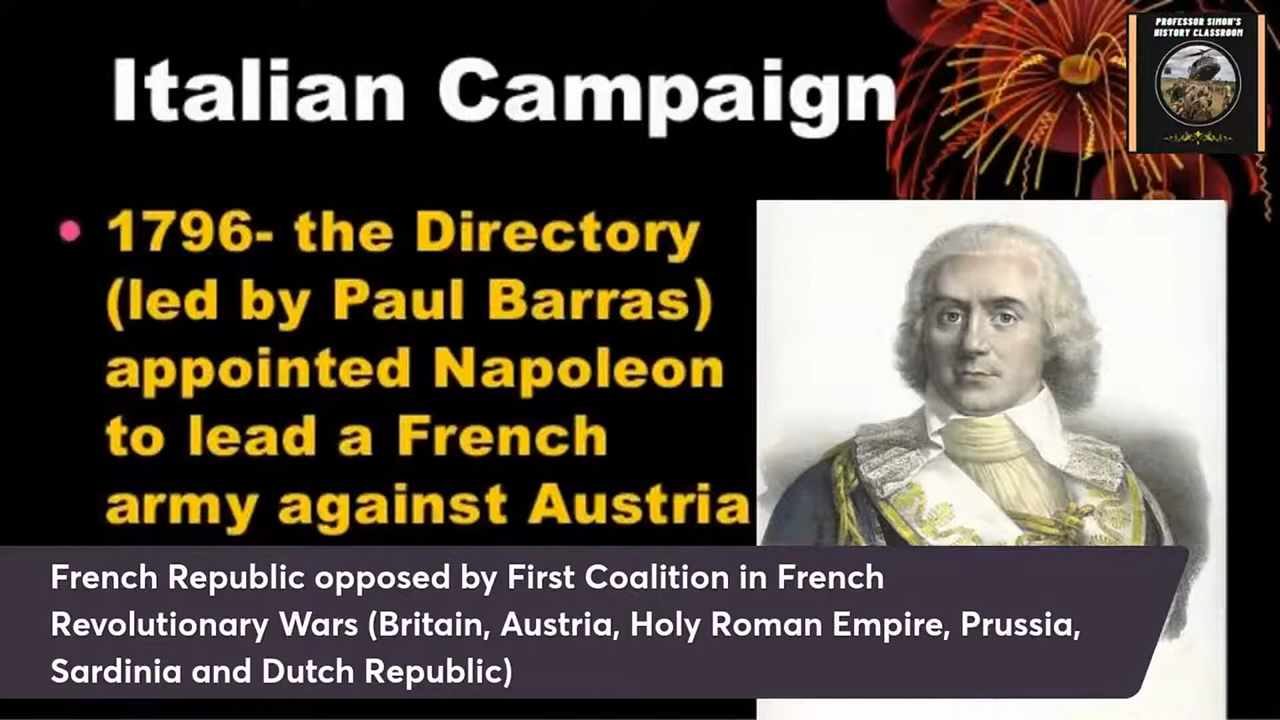 PROFESSOR SIMON'S
HISTORY CLASSROOM
Italian Campaign
• 1796- the Directory
(led by Paul Barras)
appointed Napoleon
to lead a French
army against Austria
French Republic opposed by First Coalition in French
Revolutionary Wars (Britain, Austria, Holy Roman Empire, Prussia,
Sardinia and Dutch Republic)